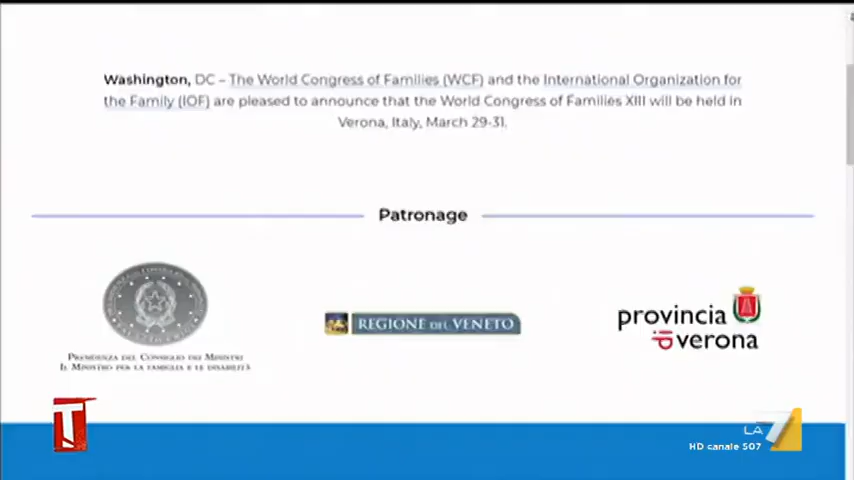 Washington, DC – The World Congress of Families (WCF) and the International Organization for
the Family (IOF) are pleased to announce that the World Congress of Families XIII will be held in
Verona, Italy, March 29-31.
Patronage
PRESIDENZA DEL CONSIGLIO DEI MINISTRI
IL MINISTRO PER LA FAMIGLIA E LE DISABILITÀ
REGIONE DEL VENETO
provincia
di verona
T
LA 7
HD canale 507